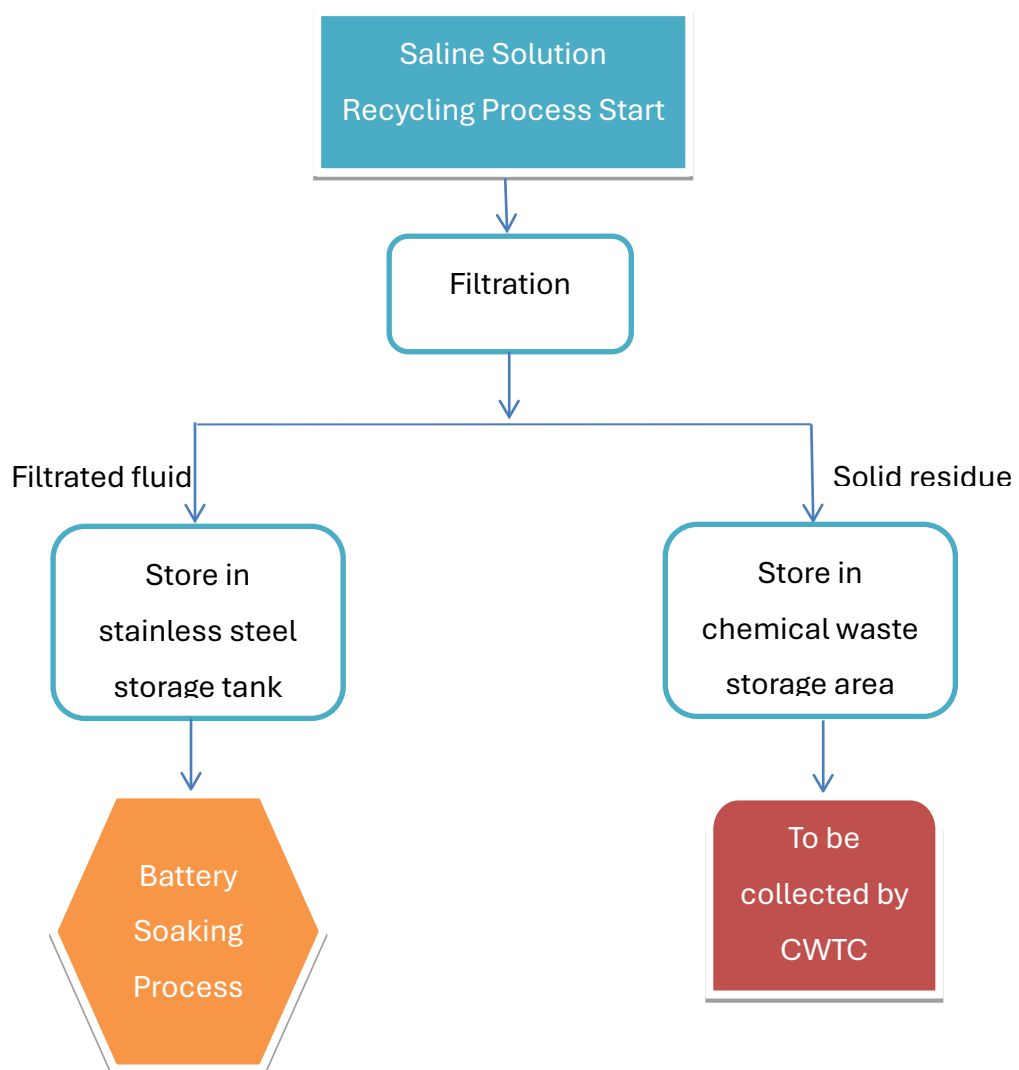 Saline Solution
Recycling Process Start
Filtration
Filtrated fluid
Solid residue
Store in
stainless steel
storage tank
Store in
chemical waste
storage area
Battery
Soaking
Process
To be
collected by
CWTC